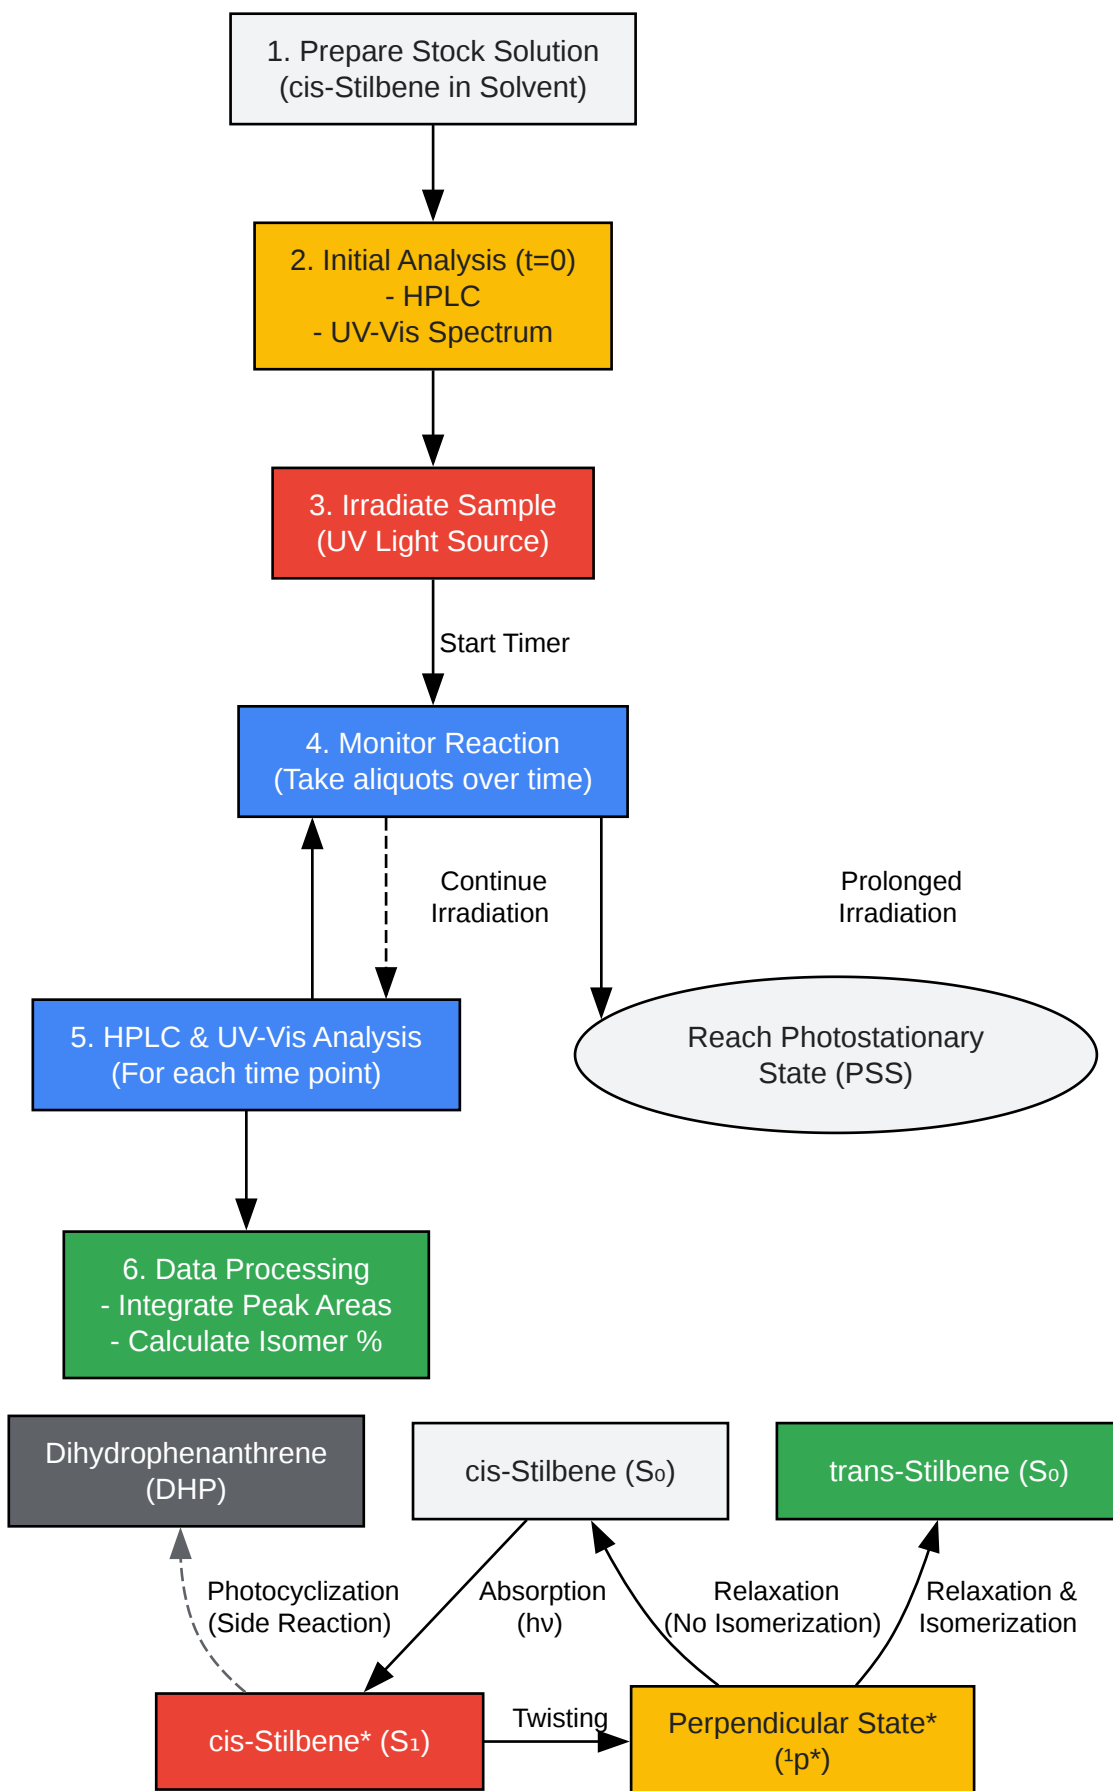 1. Prepare Stock Solution
(cis-Stilbene in Solvent)
2. Initial Analysis (t=0)
- HPLC
- UV-Vis Spectrum
3. Irradiate Sample
(UV Light Source)
Start Timer
4. Monitor Reaction
(Take aliquots over time)
Continue
Irradiation
Prolonged
Irradiation
5. HPLC & UV-Vis Analysis
(For each time point)
Reach Photostationary
State (PSS)
6. Data Processing
- Integrate Peak Areas
- Calculate Isomer %
Dihydrophenanthrene
(DHP)
cis-Stilbene (S₀)
trans-Stilbene (S₀)
Photocyclization
(Side Reaction)
Absorption
(hν)
Relaxation
(No Isomerization)
Relaxation &
Isomerization
cis-Stilbene* (S₁)
Twisting
Perpendicular State*
(¹p*)